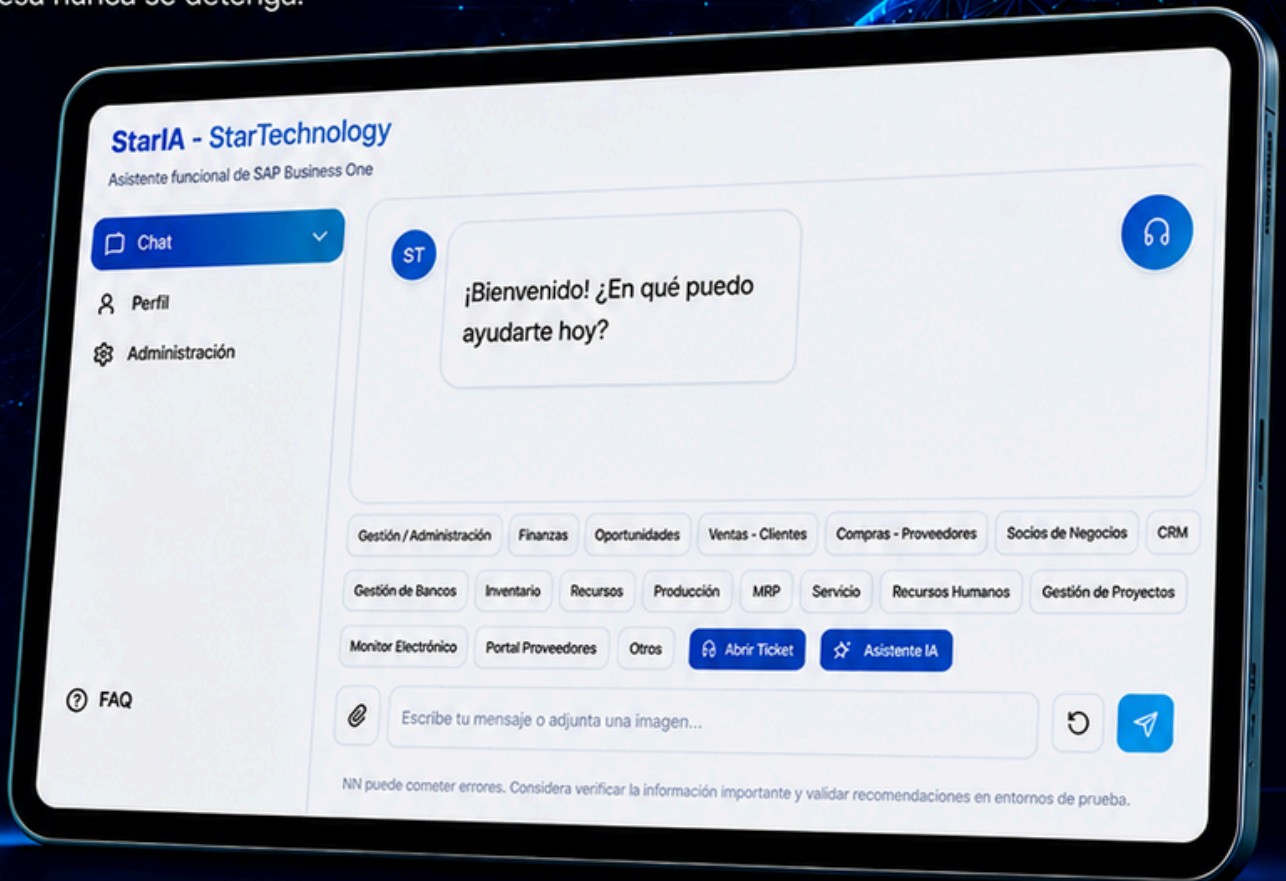 nunca se detenga.
StarIA - StarTechnology
Asistente funcional de SAP Business One
Chat
Perfil
Administración
FAQ
ST
¡Bienvenido! ¿En qué puedo
ayudarte hoy?
Gestión / Administración
Finanzas
Oportunidades
Ventas - Clientes
Compras - Proveedores
Socios de Negocios
CRM
Gestión de Bancos
Inventario
Recursos
Producción
MRP
Servicio
Recursos Humanos
Gestión de Proyectos
Monitor Electrónico
Portal Proveedores
Otros
Abrir Ticket
Asistente IA
Escribe tu mensaje o adjunta una imagen...
NN puede cometer errores. Considera verificar la información importante y validar recomendaciones en entornos de prueba.